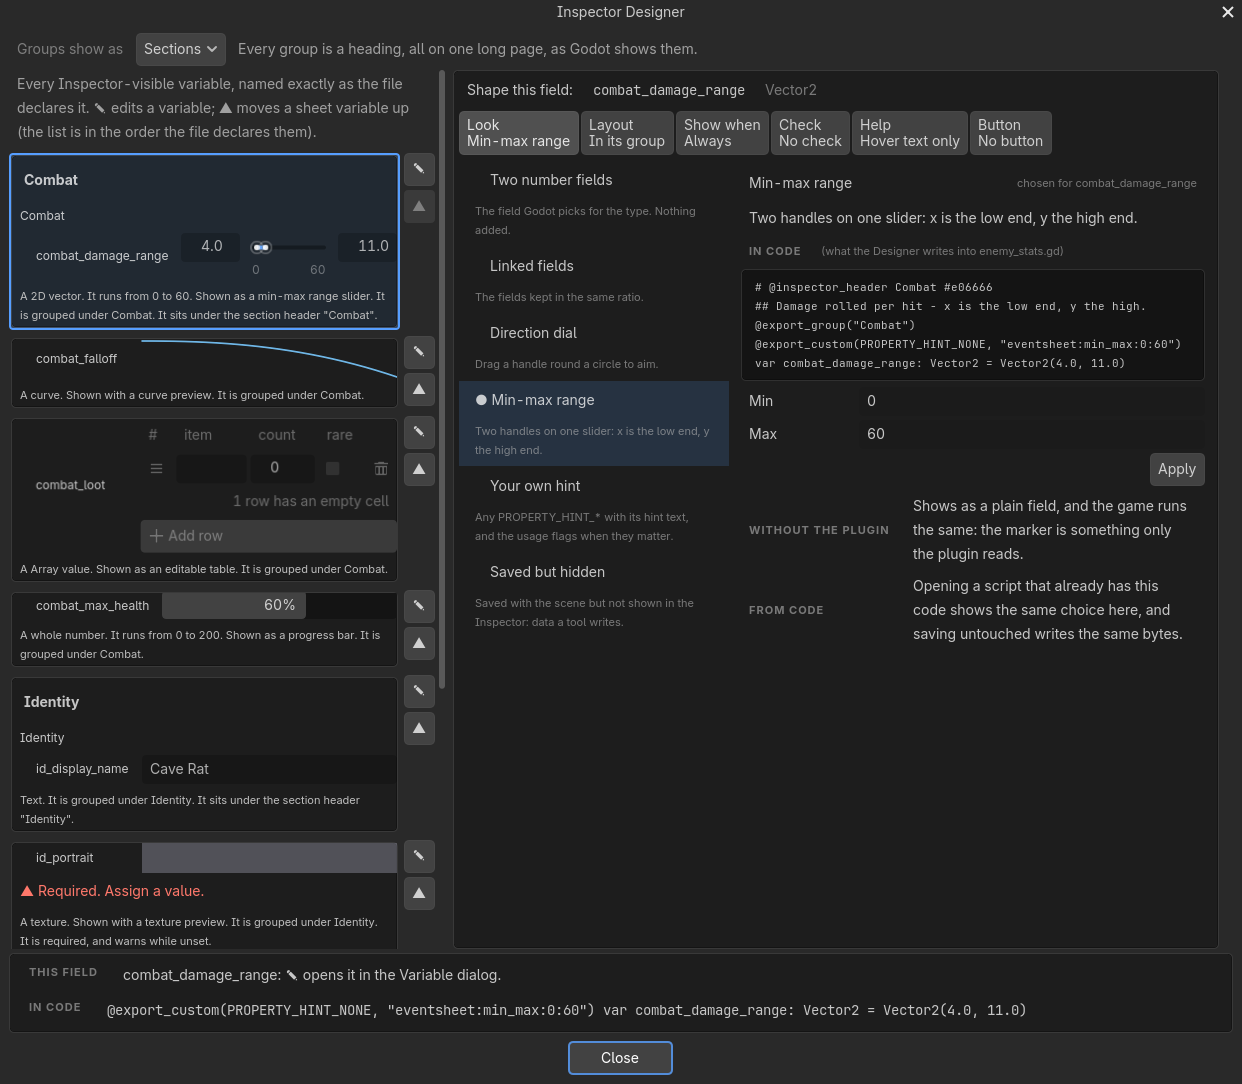 Inspector Designer
Groups show as Sections Every group is a heading, all on one long page, as Godot shows them.
Every Inspector-visible variable, named exactly as the file
declares it. ✎ edits a variable; ▲ moves a sheet variable up
(the list is in the order the file declares them).
Combat
Combat
combat_damage_range 4.0 11.0
0 60
A 2D vector. It runs from 0 to 60. Shown as a min-max range slider. It
is grouped under Combat. It sits under the section header "Combat".
combat_falloff
A curve. Shown with a curve preview. It is grouped under Combat.
# item count rare
0
combat_loot
1 row has an empty cell
Add row
A Array value. Shown as an editable table. It is grouped under Combat.
combat_max_health 60%
A whole number. It runs from 0 to 200. Shown as a progress bar. It is
grouped under Combat.
Identity
Identity
id_display_name Cave Rat
Text. It is grouped under Identity. It sits under the section header
"Identity".
id_portrait
Required. Assign a value.
A texture. Shown with a texture preview. It is grouped under Identity.
It is required, and warns while unset.
Shape this field: combat_damage_range Vector2
Look Layout Show when Check Help Button
Min-max range In its group Always No check Hover text only No button
Two number fields
The field Godot picks for the type. Nothing
added.
Linked fields
The fields kept in the same ratio.
Direction dial
Drag a handle round a circle to aim.
Min-max range
Two handles on one slider: x is the low end, y
the high end.
Your own hint
Any PROPERTY_HINT_* with its hint text,
and the usage flags when they matter.
Saved but hidden
Saved with the scene but not shown in the
Inspector: data a tool writes.
Min-max range chosen for combat_damage_range
Two handles on one slider: x is the low end, y the high end.
IN CODE (what the Designer writes into enemy_stats.gd)
# @inspector_header Combat #e06666
## Damage rolled per hit - x is the low end, y the high.
@export_group("Combat")
@export_custom(PROPERTY_HINT_NONE, "eventsheet:min_max:0:60")
var combat_damage_range: Vector2 = Vector2(4.0, 11.0)
Min 0
Max 60
Apply
WITHOUT THE PLUGIN
Shows as a plain field, and the game runs
the same: the marker is something only
the plugin reads.
FROM CODE
Opening a script that already has this
code shows the same choice here, and
saving untouched writes the same bytes.
THIS FIELD combat_damage_range: ✎ opens it in the Variable dialog.
IN CODE @export_custom(PROPERTY_HINT_NONE, "eventsheet:min_max:0:60") var combat_damage_range: Vector2 = Vector2(4.0, 11.0)
Close